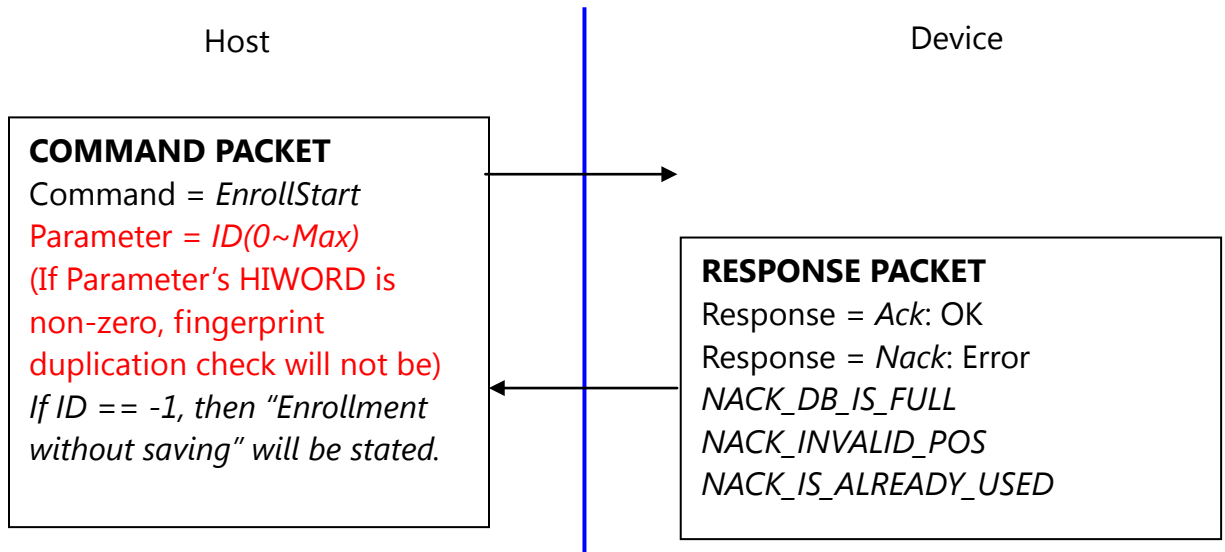 Host
Device
COMMAND PACKET
Command = EnrollStart
Parameter = ID(0~Max)
(If Parameter’s HIWORD is
non-zero, fingerprint
duplication check will not be)
If ID == -1, then “Enrollment
without saving” will be stated.
RESPONSE PACKET
Response = Ack: OK
Response = Nack: Error
NACK_DB_IS_FULL
NACK_INVALID_POS
NACK_IS_ALREADY_USED